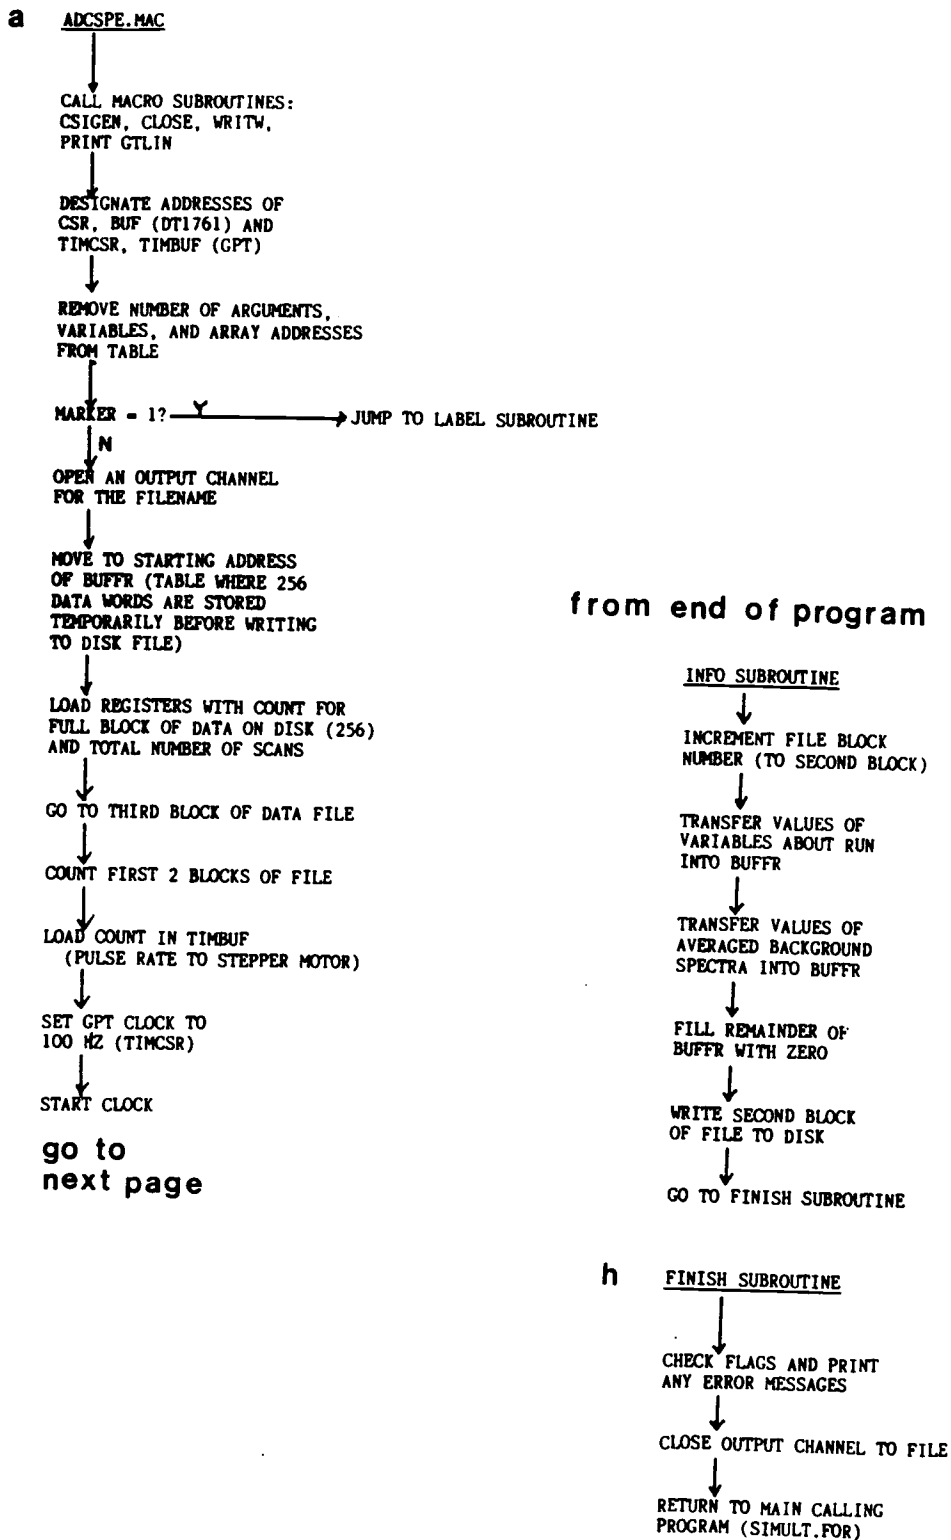 a
ADCSPE.MAC
CALL MACRO SUBROUTINES:
CSIGEN, CLOSE, WRITW,
PRINT GTLIN
DESIGNATE ADDRESSES OF
CSR, BUF (DT1761) AND
TIMCSR, TIMBUF (GPT)
REMOVE NUMBER OF ARGUMENTS,
VARIABLES, AND ARRAY ADDRESSES
FROM TABLE
MARKER = 1? Y JUMP TO LABEL SUBROUTINE
N
OPEN AN OUTPUT CHANNEL
FOR THE FILENAME
MOVE TO STARTING ADDRESS
OF BUFFR (TABLE WHERE 256
DATA WORDS ARE STORED
TEMPORARILY BEFORE WRITING
TO DISK FILE)
LOAD REGISTERS WITH COUNT FOR
FULL BLOCK OF DATA ON DISK (256)
AND TOTAL NUMBER OF SCANS
GO TO THIRD BLOCK OF DATA FILE
COUNT FIRST 2 BLOCKS OF FILE
LOAD COUNT IN TIMBUF
(PULSE RATE TO STEPPER MOTOR)
SET GPT CLOCK TO
100 HZ (TIMCSR)
START CLOCK
go to
next page
from end of program
INFO SUBROUTINE
INCREMENT FILE BLOCK
NUMBER (TO SECOND BLOCK)
TRANSFER VALUES OF
VARIABLES ABOUT RUN
INTO BUFFR
TRANSFER VALUES OF
AVERAGED BACKGROUND
SPECTRA INTO BUFFR
FILL REMAINDER OF
BUFFR WITH ZERO
WRITE SECOND BLOCK
OF FILE TO DISK
GO TO FINISH SUBROUTINE
h
FINISH SUBROUTINE
CHECK FLAGS AND PRINT
ANY ERROR MESSAGES
CLOSE OUTPUT CHANNEL TO FILE
RETURN TO MAIN CALLING
PROGRAM (SIMULT.FOR)